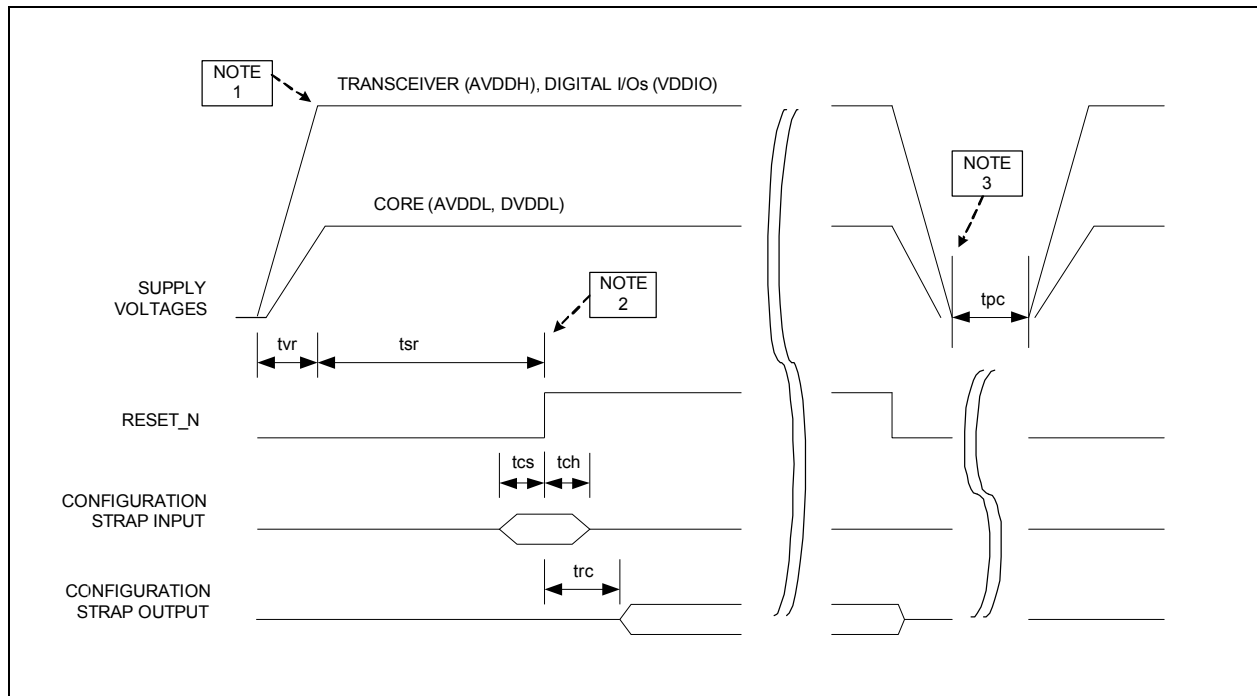 NOTE
1
TRANSCEIVER (AVDDH), DIGITAL I/Os (VDDIO)
NOTE
3
CORE (AVDDL, DVDDL)
SUPPLY
VOLTAGES
NOTE
2
tpc
tvr
tsr
RESET_N
tcs
tch
CONFIGURATION
STRAP INPUT
trc
CONFIGURATION
STRAP OUTPUT